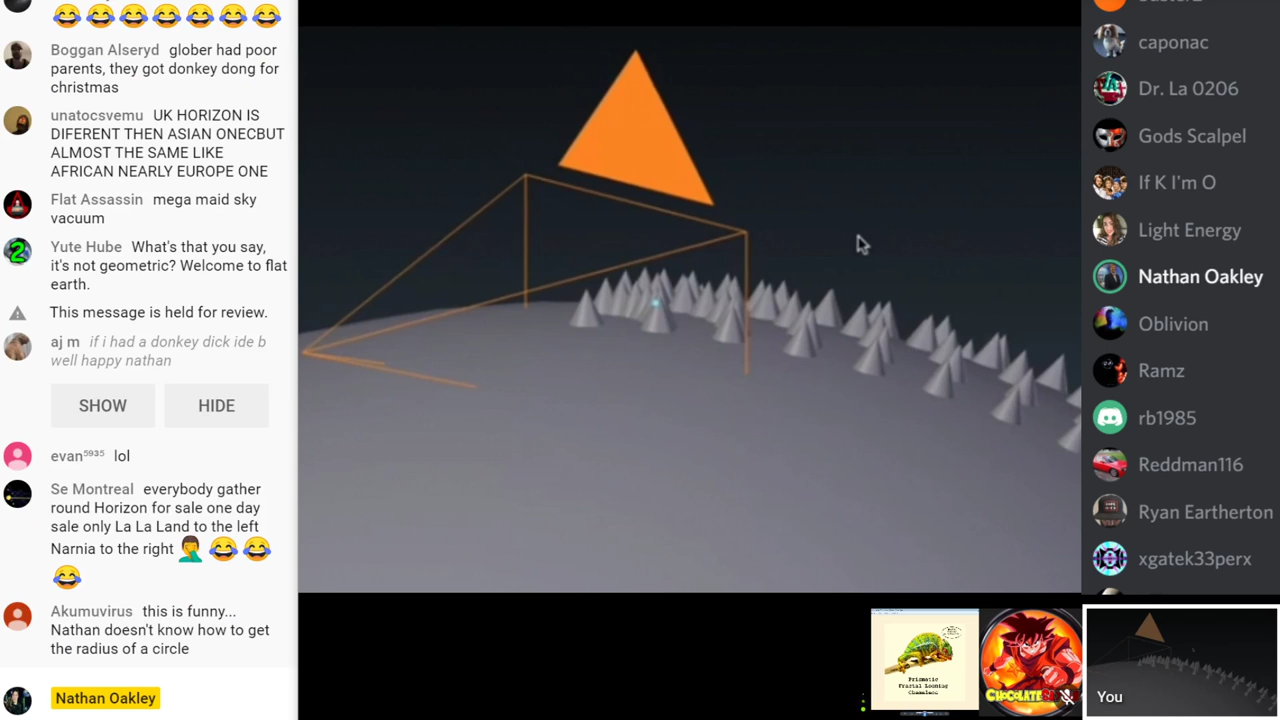 Boggan Alseryd glober had poor
parents, they got donkey dong for
christmas
unatocsvemu UK HORIZON IS
DIFERENT THEN ASIAN ONECBUT
ALMOST THE SAME LIKE
AFRICAN NEARLY EUROPE ONE
Flat Assassin mega maid sky
vacuum
Yute Hube What's that you say,
it's not geometric? Welcome to flat
earth.
This message is held for review.
aj m if i had a donkey dick ide b
well happy nathan
SHOW HIDE
evan⁵⁹³⁵ lol
Se Montreal everybody gather
round Horizon for sale one day
sale only La La Land to the left
Narnia to the right
Akumuvirus this is funny...
Nathan doesn't know how to get
the radius of a circle
Nathan Oakley
caponac
Dr. La 0206
Gods Scalpel
If K I'm O
Light Energy
Nathan Oakley
Oblivion
Ramz
rb1985
Reddman116
Ryan Eartherton
xgatek33perx
Prismatic
Fractal Looning
Chameleon
You